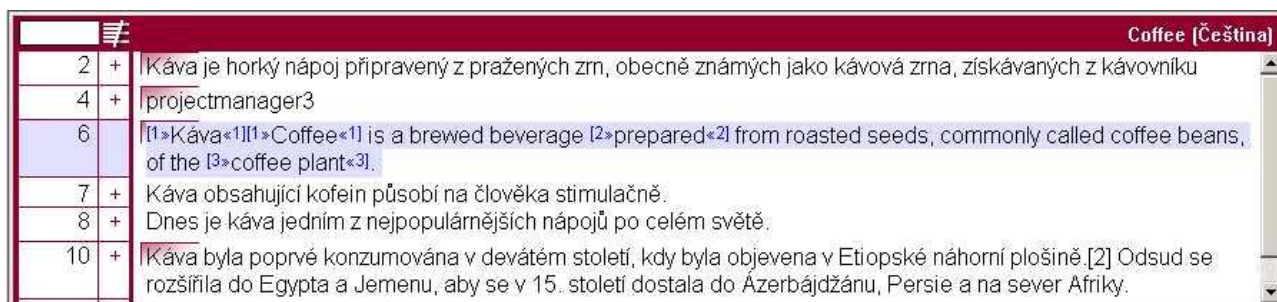 Coffee (Čeština)
2 + Káva je horký nápoj připravený z pražených zrn, obecně známých jako kávová zrna, získávaných z kávovníku
4 + projectmanager3
6 [1»Káva«1][1»Coffee«1] is a brewed beverage [2»prepared«2] from roasted seeds, commonly called coffee beans,
of the [3»coffee plant«3].
7 + Káva obsahující kofein působí na člověka stimulačně.
8 + Dnes je káva jedním z nejpopulárnějších nápojů po celém světě.
10 + Káva byla poprvé konzumována v devátém století, kdy byla objevena v Etiopské náhorní plošině.[2] Odsud se
rozšířila do Egypta a Jemenu, aby se v 15. století dostala do Ázerbájdžánu, Persie a na sever Afriky.